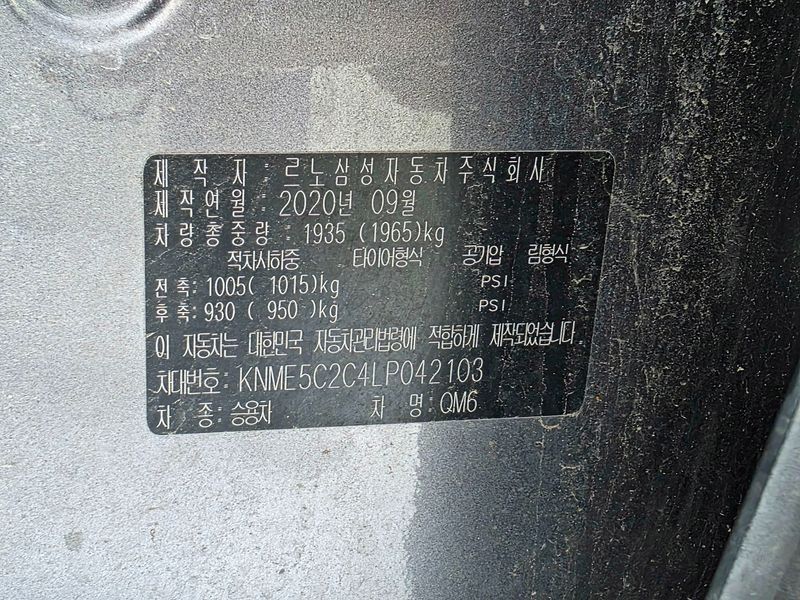 제 작 자 : 르노삼성자동차주식회사
제작연월 : 2020년 09월
차량총중량 : 1935 (1965)kg
적차시하중 타이어형식 공기압 림형식
전 축: 1005( 1015)kg PSI
후 축: 930 ( 950 )kg PSI
이 자동차는 대한민국 자동차관리법령에 적합하게 제작되었습니다.
차대번호: KNME5C2C4LP042103
차 종: 승용차 차 명: QM6